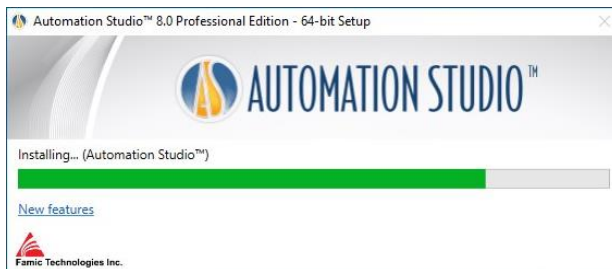 Automation Studio™ 8.0 Professional Edition - 64-bit Setup
AUTOMATION STUDIO™
Installing... (Automation Studio™)
New features
Famic Technologies Inc.